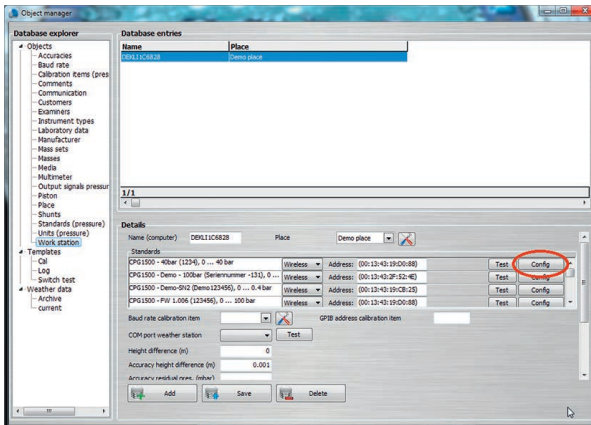 Object manager
Database explorer
Objects
Accuracies
Baud rate
Calibration items (pres
Comments
Communication
Customers
Examiners
Instrument types
Laboratory data
Manufacturer
Mass sets
Masses
Media
Multimeter
Output signals pressur
Piston
Place
Shunts
Standards (pressure)
Units (pressure)
Work station
Templates
Cal
Log
Switch test
Weather data
Archive
current
Database entries
Name Place
DEKLI1C6828 Demo place
1/1
Details
Name (computer) DEKLI1C6828 Place Demo place
Standards
CPG1500 - 40bar (1234), 0 ... 40 bar Wireless Address: (00:13:43:19:D0:88) Test Config
CPG1500 - Demo - 100bar (Seriennummer -131), 0 ... Wireless Address: (00:13:43:2F:52:4E) Test Config
CPG1500 - Demo-SN2 (Demo123456), 0 ... 0.4 bar Wireless Address: (00:13:43:19:CB:25) Test Config
CPG1500 - FW 1.006 (123456), 0 ... 100 bar Wireless Address: (00:13:43:19:D0:88) Test Config
Baud rate calibration item GPIB address calibration item
COM port weather station Test
Height difference (m) 0
Accuracy height difference (m) 0.001
Accuracy residual pres. (mbar)
Add Save Delete